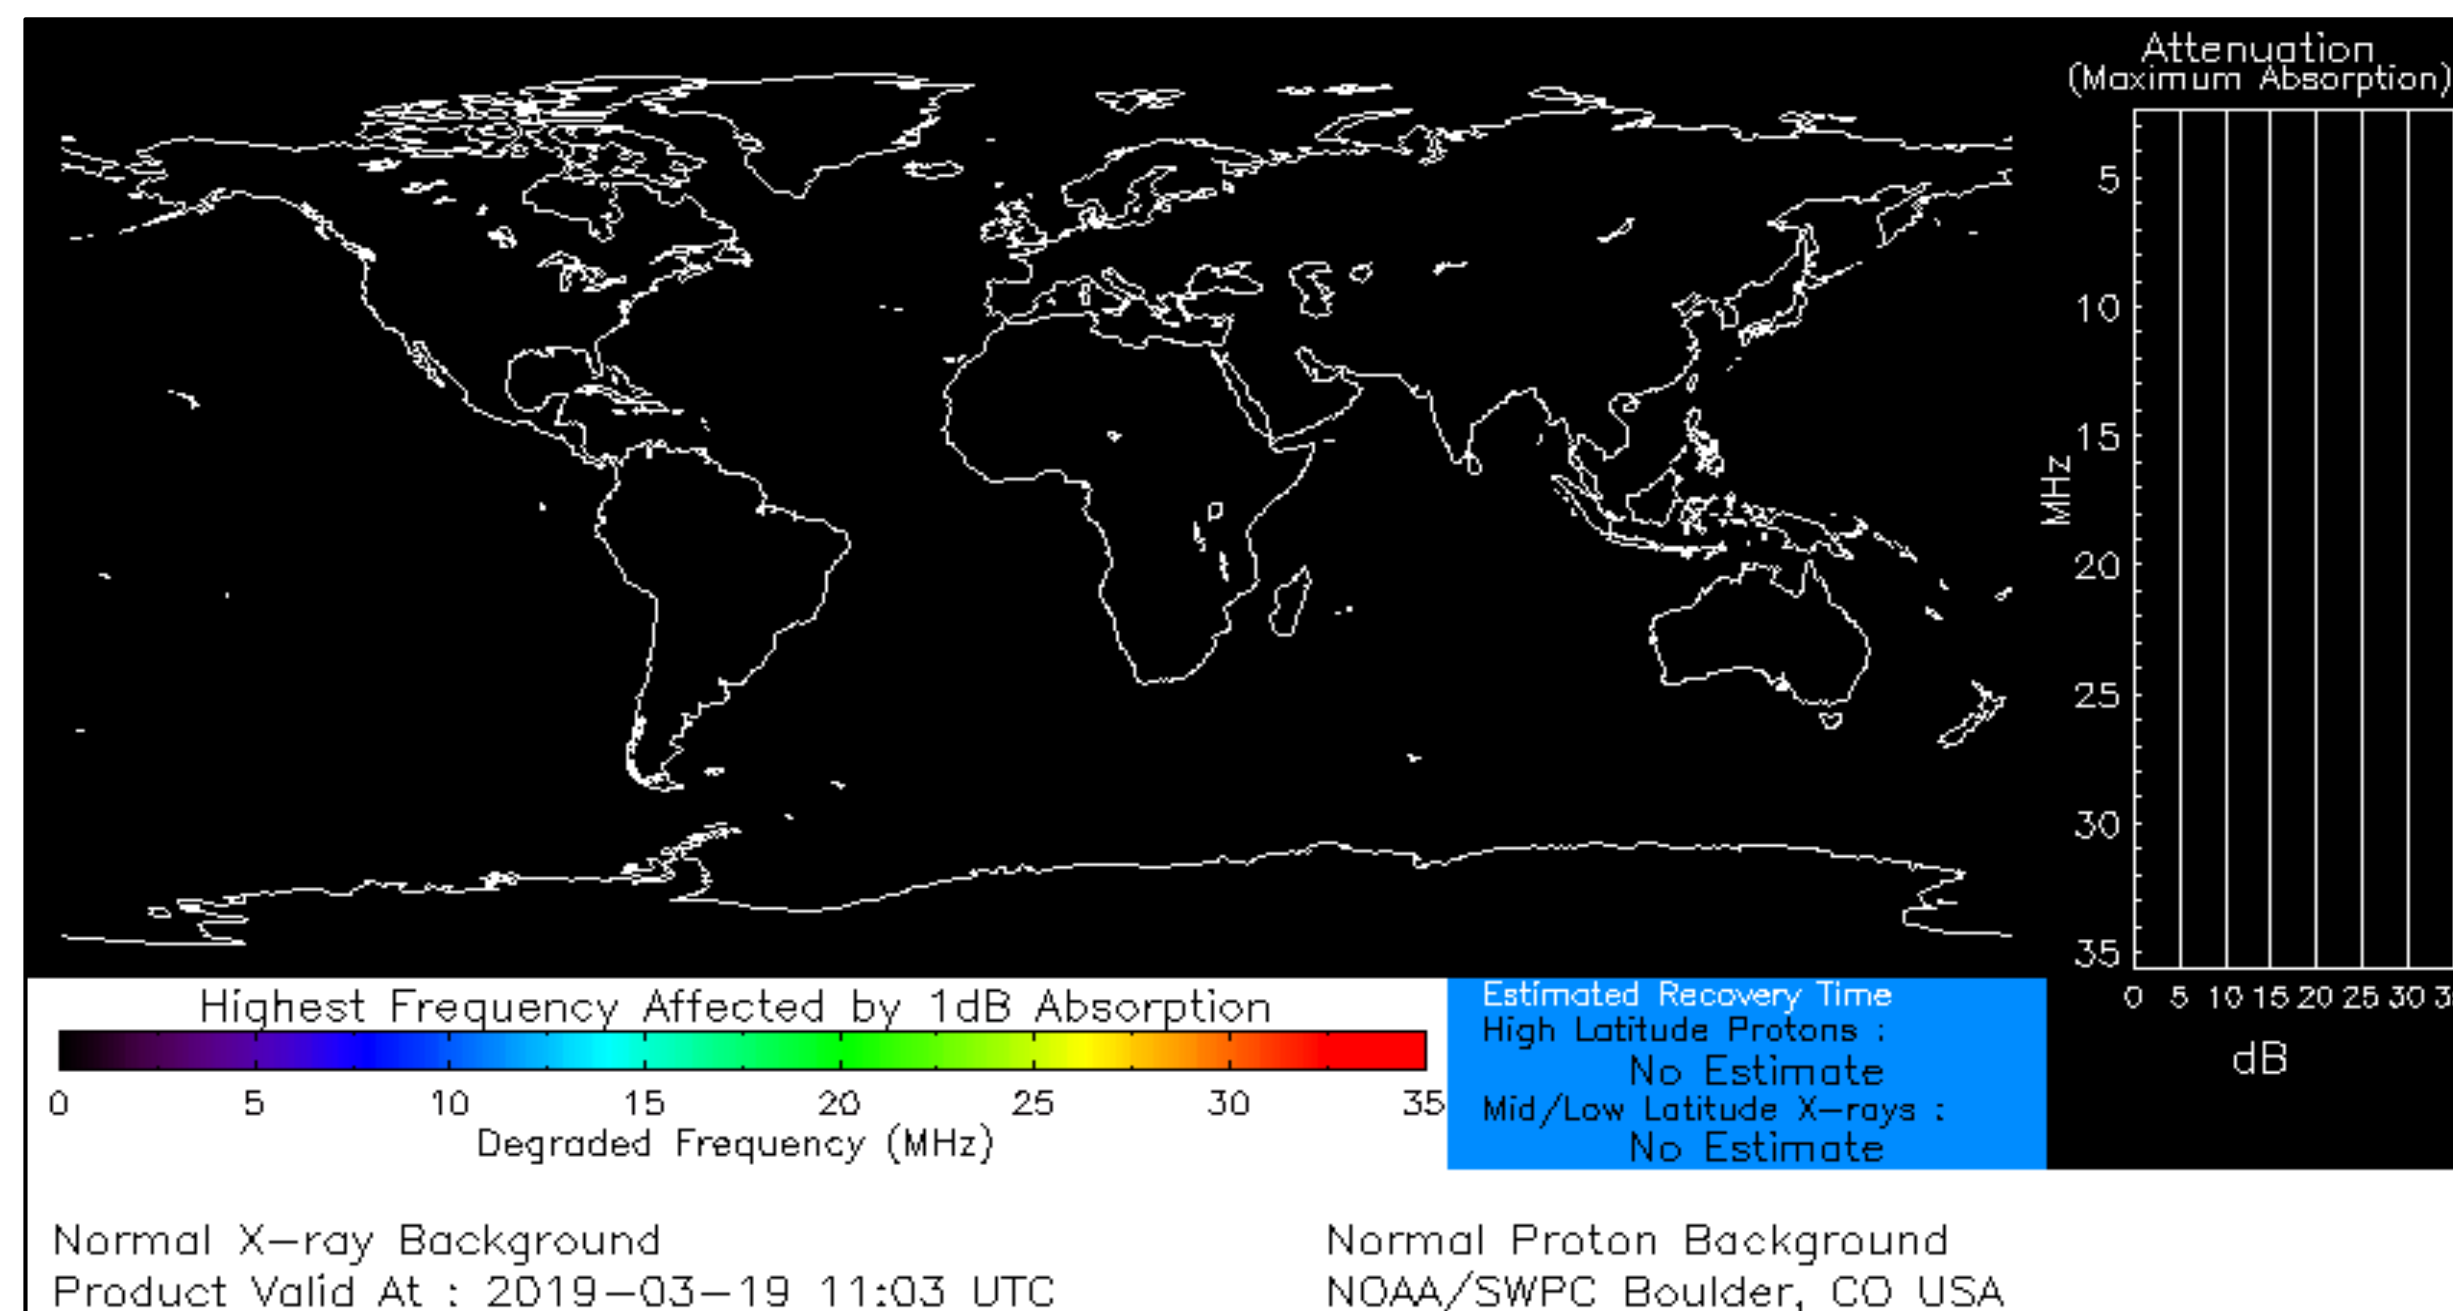 Attenuation
(Maximum Absorption)
5
10
15
20
25
30
35
MHz
0 5 10 15 20 25 30
dB
Highest Frequency Affected by 1dB Absorption
0 5 10 15 20 25 30 35
Degraded Frequency (MHz)
Estimated Recovery Time
High Latitude Protons :
No Estimate
Mid/Low Latitude X-rays :
No Estimate
Normal X-ray Background
Normal Proton Background
Product Valid At : 2019-03-19 11:03 UTC
NOAA/SWPC Boulder, CO USA